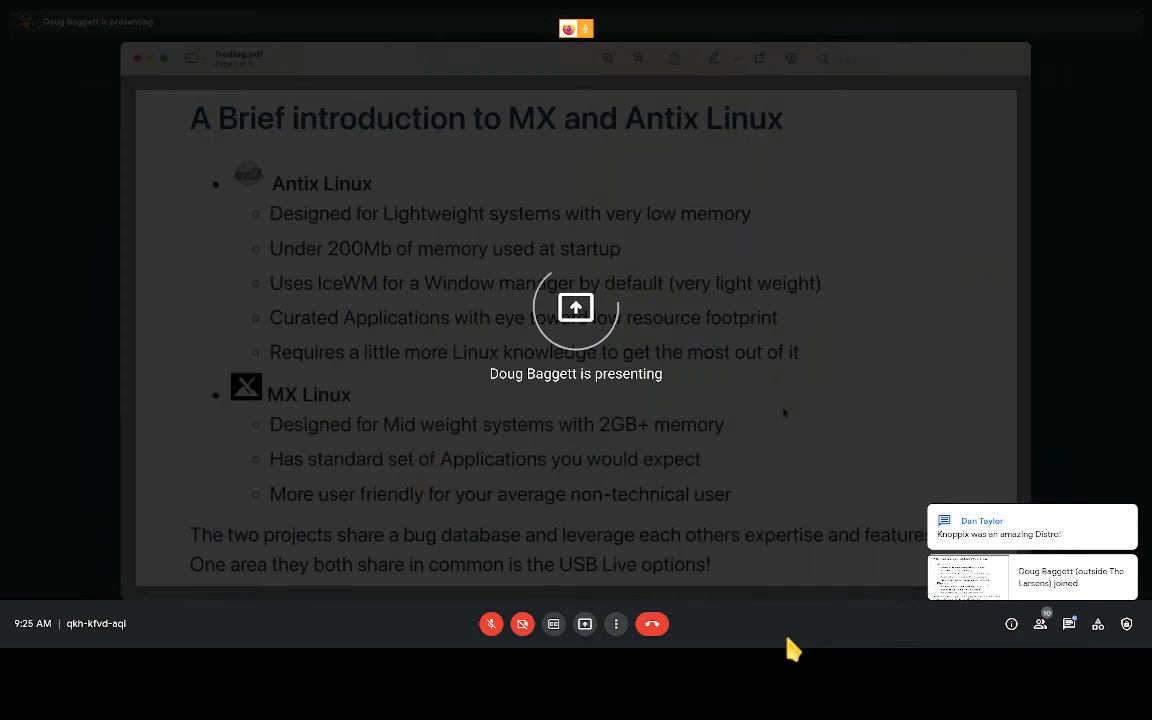 Doug Baggett is presenting
fredlug.pdf
A Brief introduction to MX and Antix Linux
Antix Linux
Designed for Lightweight systems with very low memory
Under 200Mb of memory used at startup
Uses IceWM for a Window manager by default (very light weight)
Curated Applications with eye toward low resource footprint
Requires a little more Linux knowledge to get the most out of it
Doug Baggett is presenting
MX Linux
Designed for Mid weight systems with 2GB+ memory
Has standard set of Applications you would expect
More user friendly for your average non-technical user
The two projects share a bug database and leverage each others expertise and features
One area they both share in common is the USB Live options!
Dan Taylor
Knoppix was an amazing Distro!
Doug Baggett (outside The
Larsens) joined
9:25 AM | qkh-kfvd-aqi
10